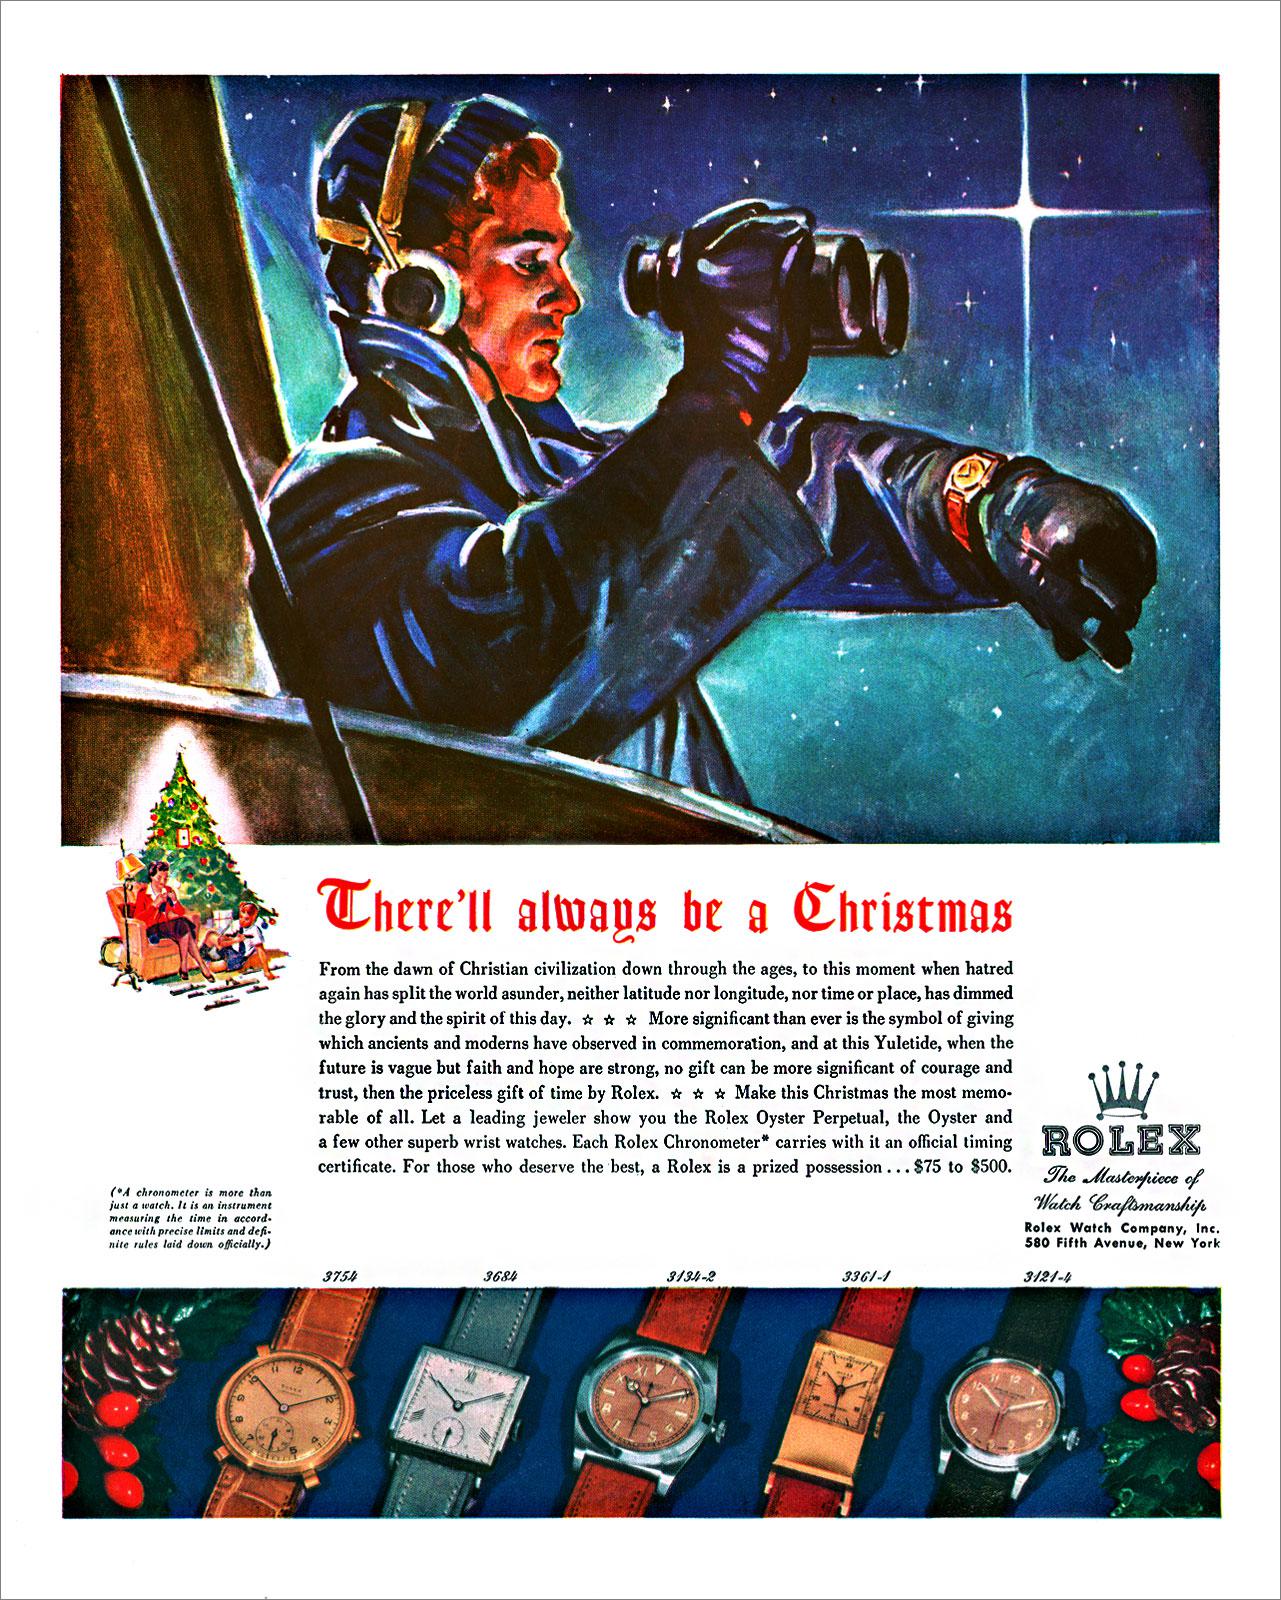 There'll always be a Christmas
From the dawn of Christian civilization down through the ages, to this moment when hatred
again has split the world asunder, neither latitude nor longitude, nor time or place, has dimmed
the glory and the spirit of this day. ☆ ☆ ☆ More significant than ever is the symbol of giving
which ancients and moderns have observed in commemoration, and at this Yuletide, when the
future is vague but faith and hope are strong, no gift can be more significant of courage and
trust, then the priceless gift of time by Rolex. ☆ ☆ ☆ Make this Christmas the most memo-
rable of all. Let a leading jeweler show you the Rolex Oyster Perpetual, the Oyster and
a few other superb wrist watches. Each Rolex Chronometer* carries with it an official timing
certificate. For those who deserve the best, a Rolex is a prized possession . . . $75 to $500.
ROLEX
The Masterpiece of
Watch Craftsmanship
Rolex Watch Company, Inc.
580 Fifth Avenue, New York
(*A chronometer is more than
just a watch. It is an instrument
measuring the time in accord-
ance with precise limits and defi-
nite rules laid down officially.)
3754 3684 3134-2 3361-1 3121-4